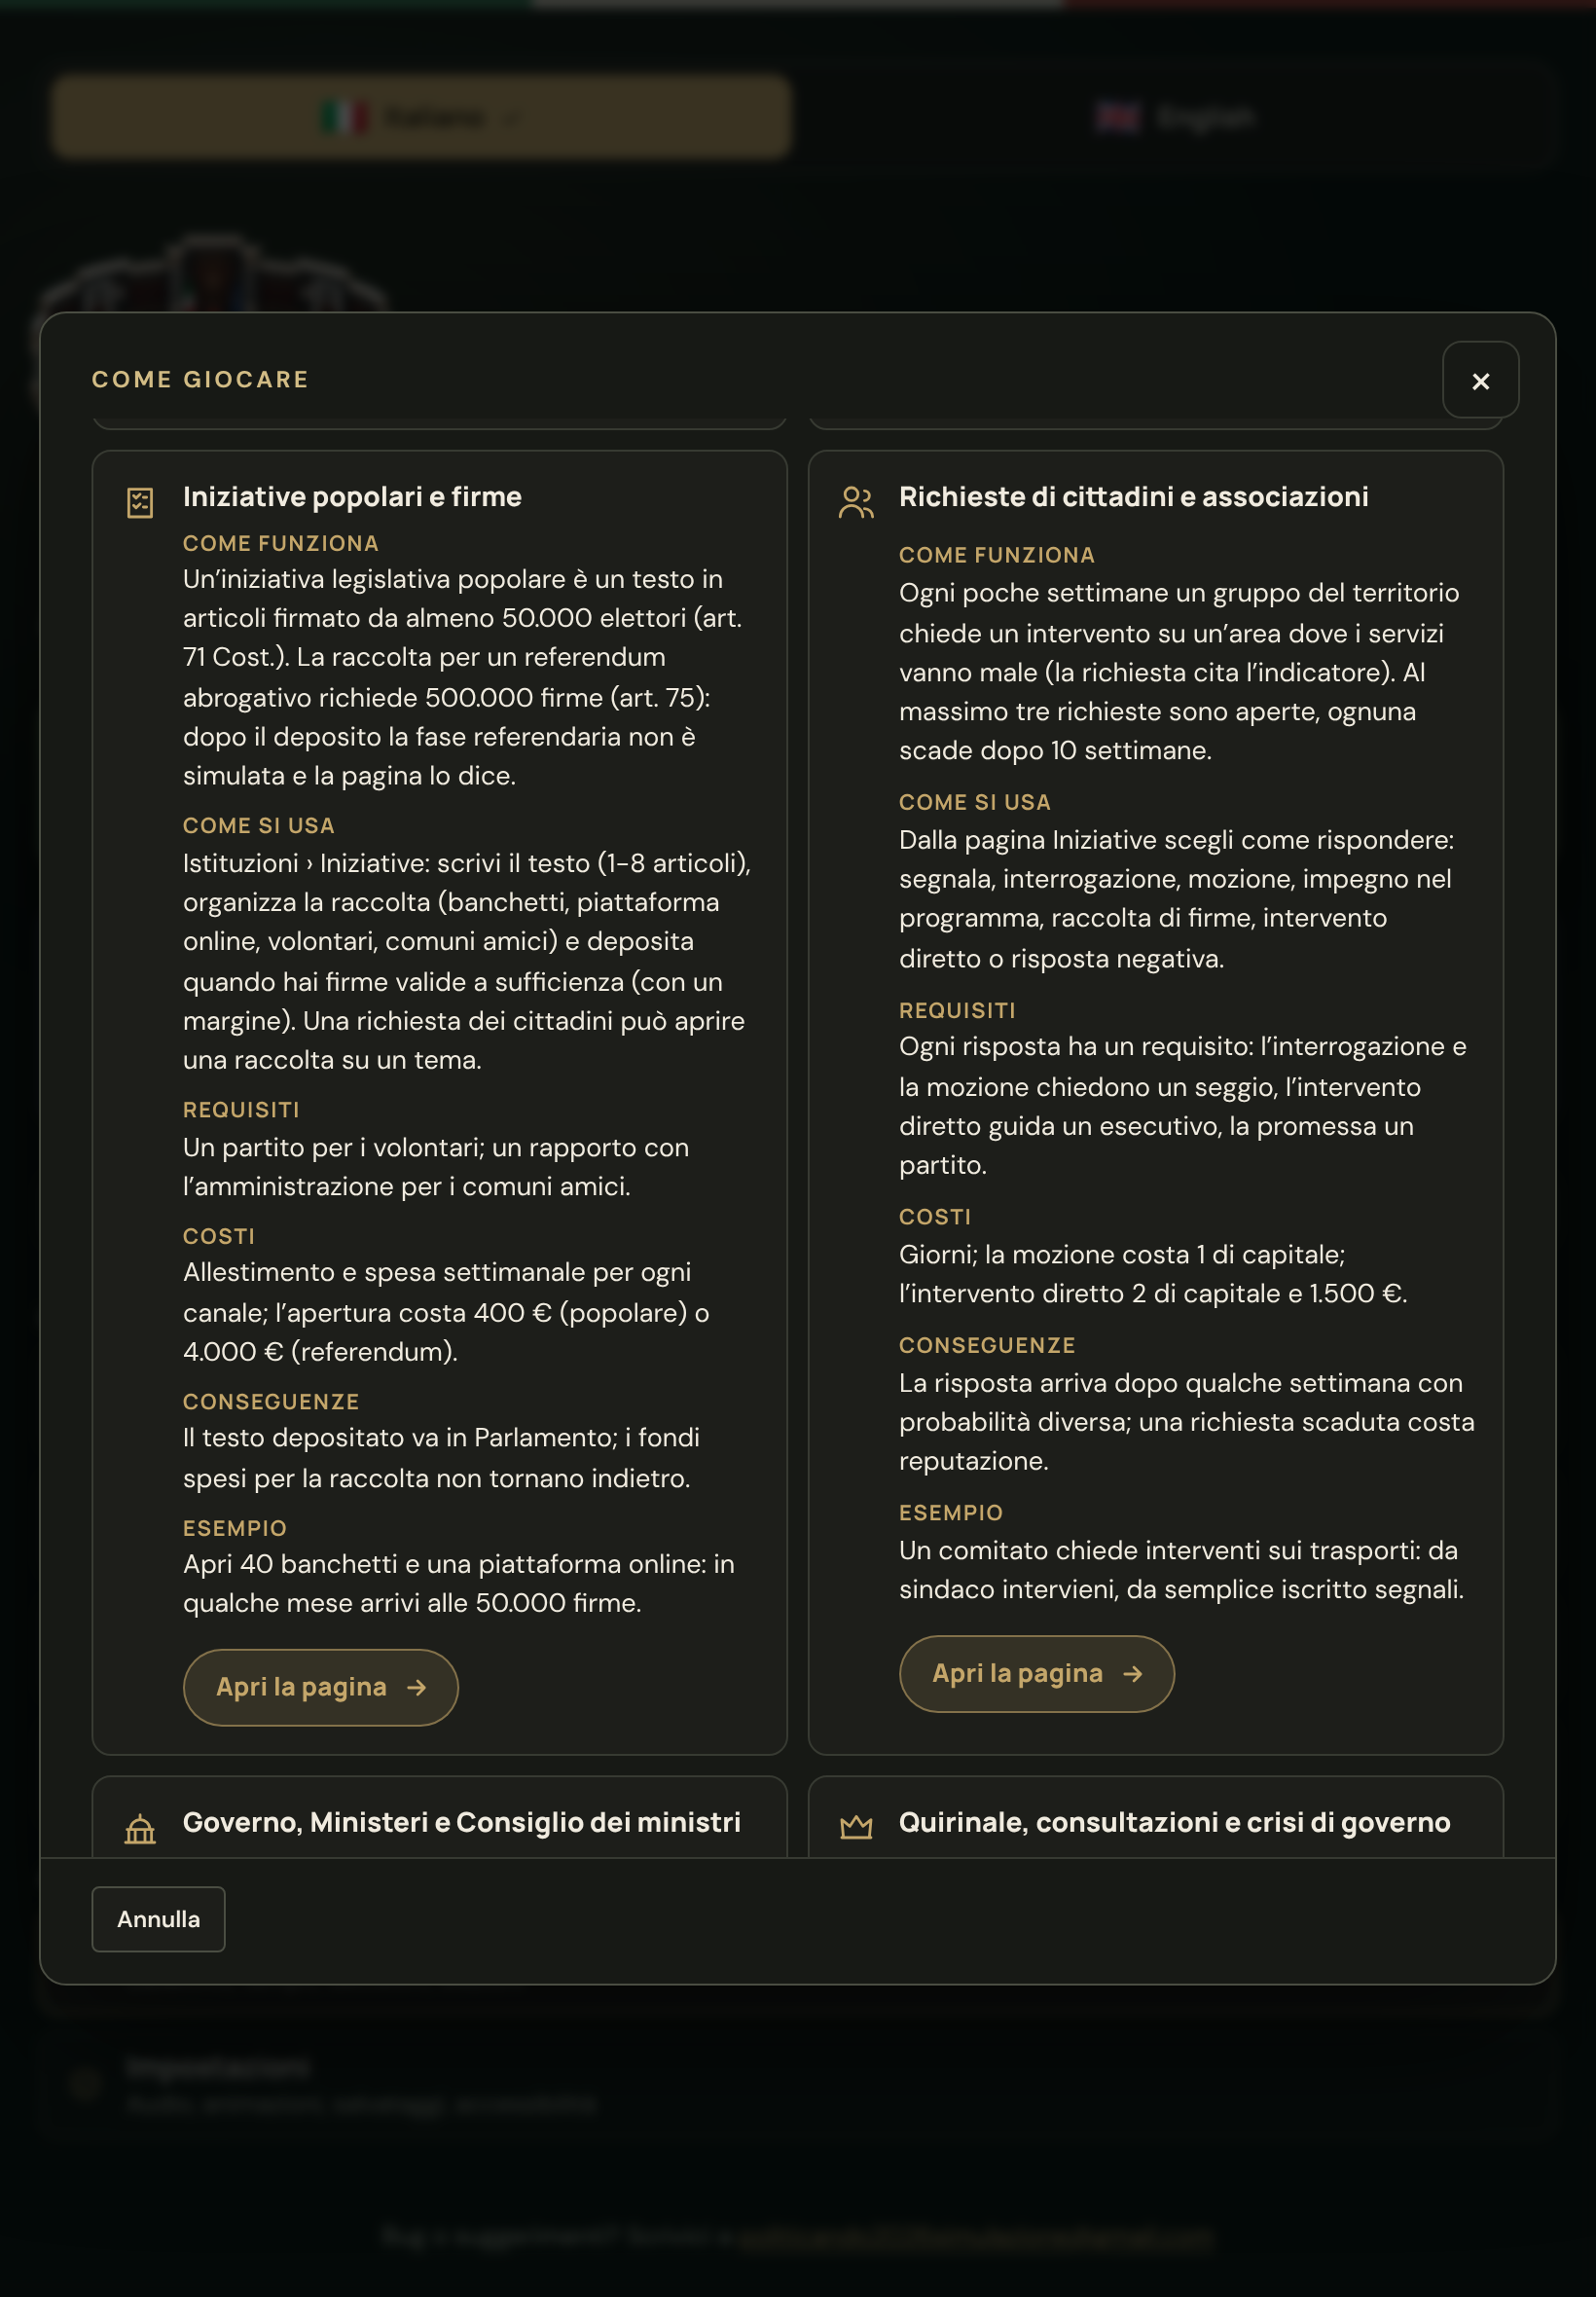 Italiano
English
COME GIOCARE
×
Iniziative popolari e firme
COME FUNZIONA
Un’iniziativa legislativa popolare è un testo in
articoli firmato da almeno 50.000 elettori (art.
71 Cost.). La raccolta per un referendum
abrogativo richiede 500.000 firme (art. 75):
dopo il deposito la fase referendaria non è
simulata e la pagina lo dice.
COME SI USA
Istituzioni › Iniziative: scrivi il testo (1–8 articoli),
organizza la raccolta (banchetti, piattaforma
online, volontari, comuni amici) e deposita
quando hai firme valide a sufficienza (con un
margine). Una richiesta dei cittadini può aprire
una raccolta su un tema.
REQUISITI
Un partito per i volontari; un rapporto con
l’amministrazione per i comuni amici.
COSTI
Allestimento e spesa settimanale per ogni
canale; l’apertura costa 400 € (popolare) o
4.000 € (referendum).
CONSEGUENZE
Il testo depositato va in Parlamento; i fondi
spesi per la raccolta non tornano indietro.
ESEMPIO
Apri 40 banchetti e una piattaforma online: in
qualche mese arrivi alle 50.000 firme.
Apri la pagina →
Richieste di cittadini e associazioni
COME FUNZIONA
Ogni poche settimane un gruppo del territorio
chiede un intervento su un’area dove i servizi
vanno male (la richiesta cita l’indicatore). Al
massimo tre richieste sono aperte, ognuna
scade dopo 10 settimane.
COME SI USA
Dalla pagina Iniziative scegli come rispondere:
segnala, interrogazione, mozione, impegno nel
programma, raccolta di firme, intervento
diretto o risposta negativa.
REQUISITI
Ogni risposta ha un requisito: l’interrogazione e
la mozione chiedono un seggio, l’intervento
diretto guida un esecutivo, la promessa un
partito.
COSTI
Giorni; la mozione costa 1 di capitale;
l’intervento diretto 2 di capitale e 1.500 €.
CONSEGUENZE
La risposta arriva dopo qualche settimana con
probabilità diversa; una richiesta scaduta costa
reputazione.
ESEMPIO
Un comitato chiede interventi sui trasporti: da
sindaco intervieni, da semplice iscritto segnali.
Apri la pagina →
Governo, Ministeri e Consiglio dei ministri
Quirinale, consultazioni e crisi di governo
Annulla
Impostazioni
Audio, animazioni, salvataggi, accessibilità
Bug o suggerimenti? Scrivici a